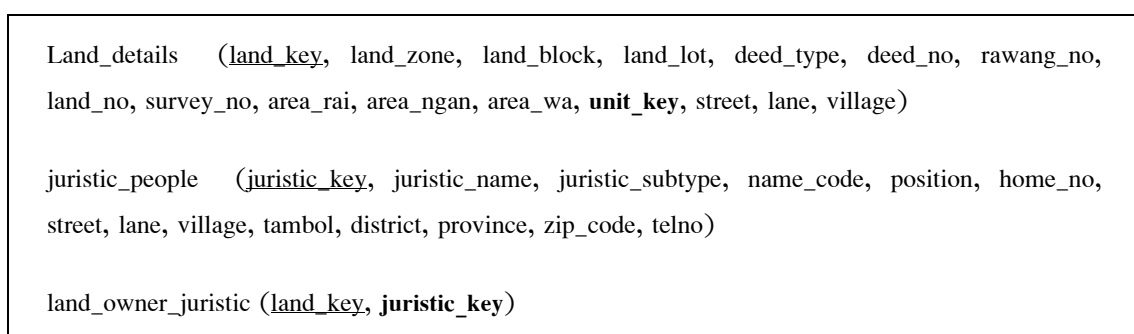 Land_details (land_key, land_zone, land_block, land_lot, deed_type, deed_no, rawang_no,
land_no, survey_no, area_rai, area_ngan, area_wa, unit_key, street, lane, village)
juristic_people (juristic_key, juristic_name, juristic_subtype, name_code, position, home_no,
street, lane, village, tambol, district, province, zip_code, telno)
land_owner_juristic (land_key, juristic_key)